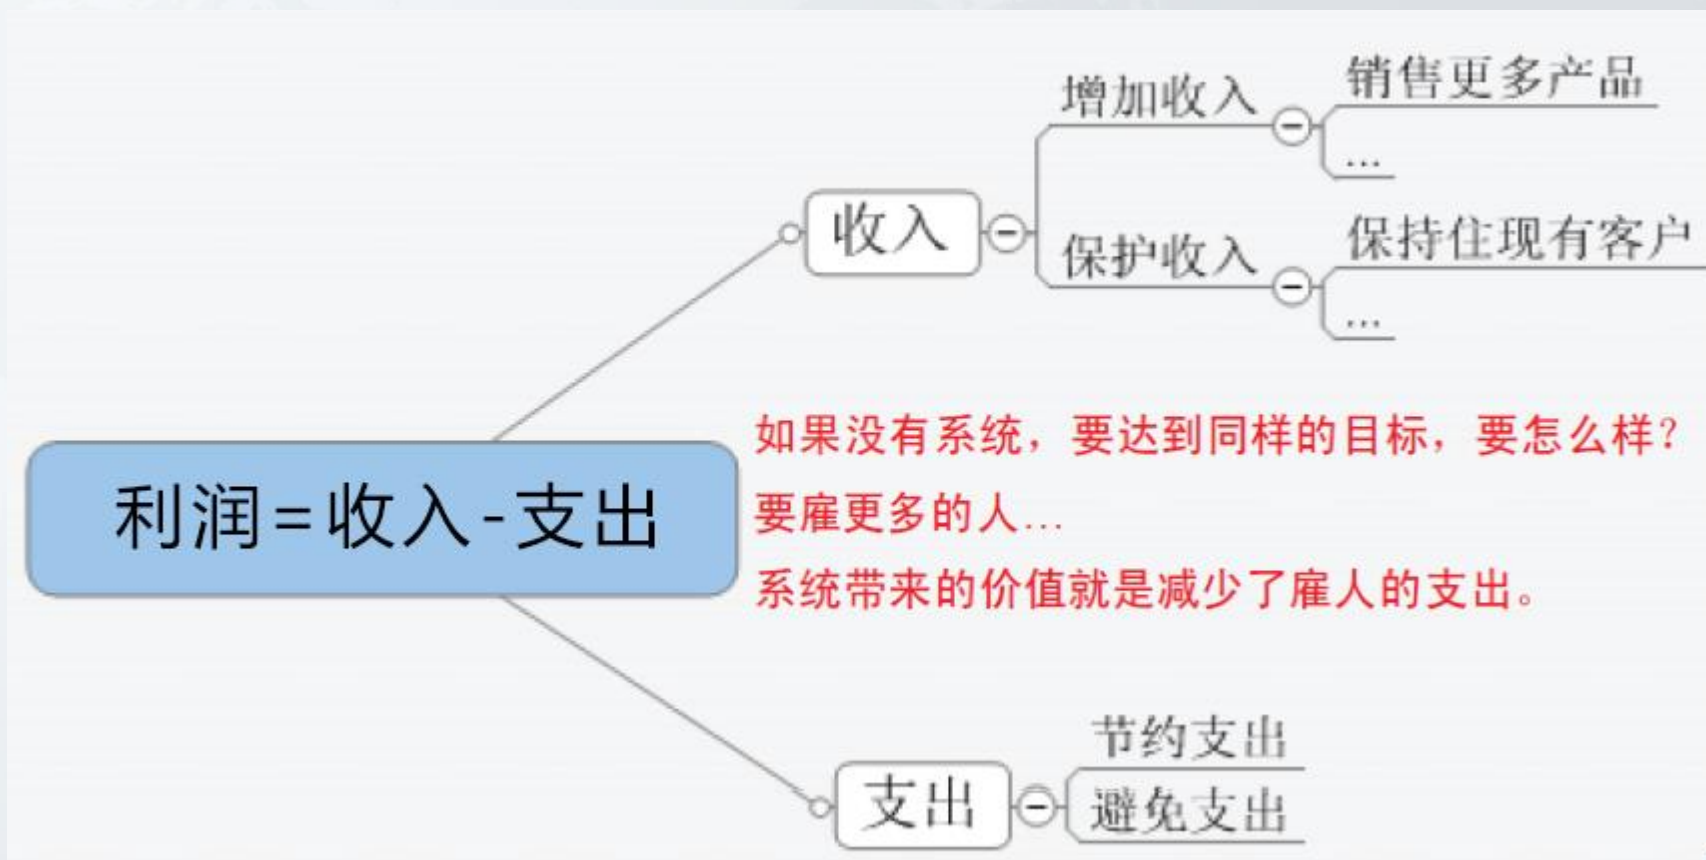 销售更多产品
增加收入
...
收入
保持住现有客户
保护收入
...
如果没有系统，要达到同样的目标，要怎么样？
利润=收入-支出
要雇更多的人...
系统带来的价值就是减少了雇人的支出。
节约支出
支出
避免支出